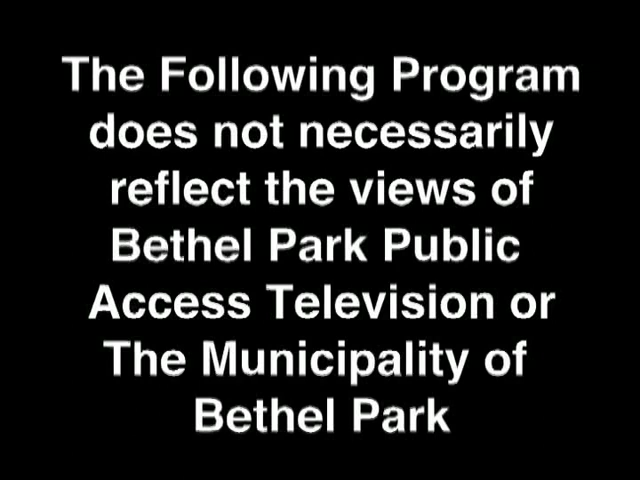 The Following Program
does not necessarily
reflect the views of
Bethel Park Public
Access Television or
The Municipality of
Bethel Park